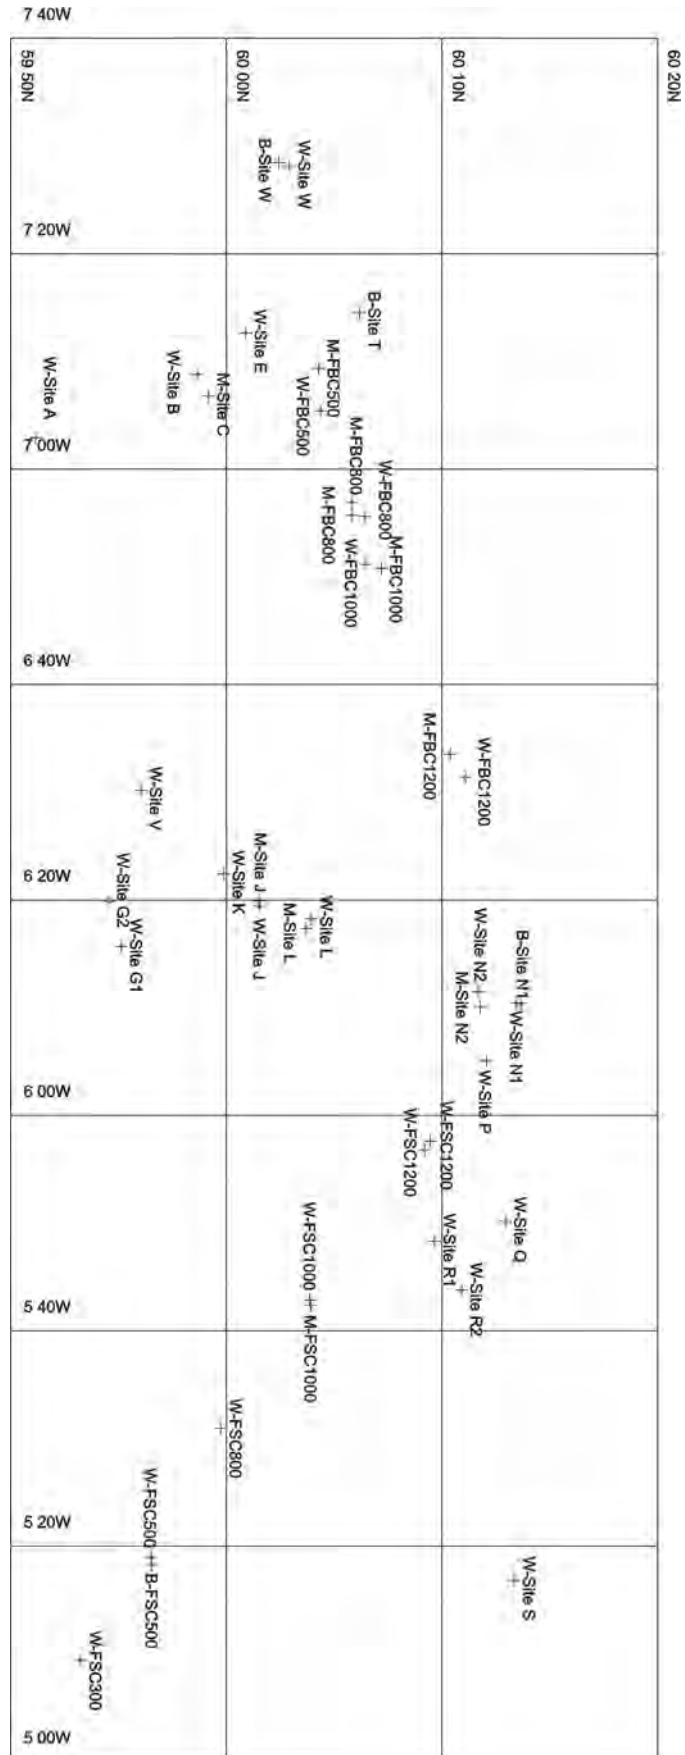 7 40W
59 50N
60 00N
60 10N
60 20N
B-Site W
W-Site W
7 20W
B-Site T
W-Site E
M-FBC500
W-FBC500
W-Site B
M-Site C
W-Site A
7 00W
M-FBC800
W-FBC800
M-FBC800
W-FBC1000
M-FBC1000
6 40W
M-FBC1200
W-FBC1200
W-Site V
M-Site J
W-Site K
6 20W
W-Site G2
W-Site G1
W-Site J
M-Site L
W-Site L
W-Site N2
M-Site N2
B-Site N1
W-Site N1
W-Site P
6 00W
W-FSC1200
W-FSC1200
W-Site Q
W-Site R1
W-Site R2
W-FSC1000
M-FSC1000
5 40W
W-FSC800
W-FSC500
5 20W
B-FSC500
W-Site S
W-FSC300
5 00W